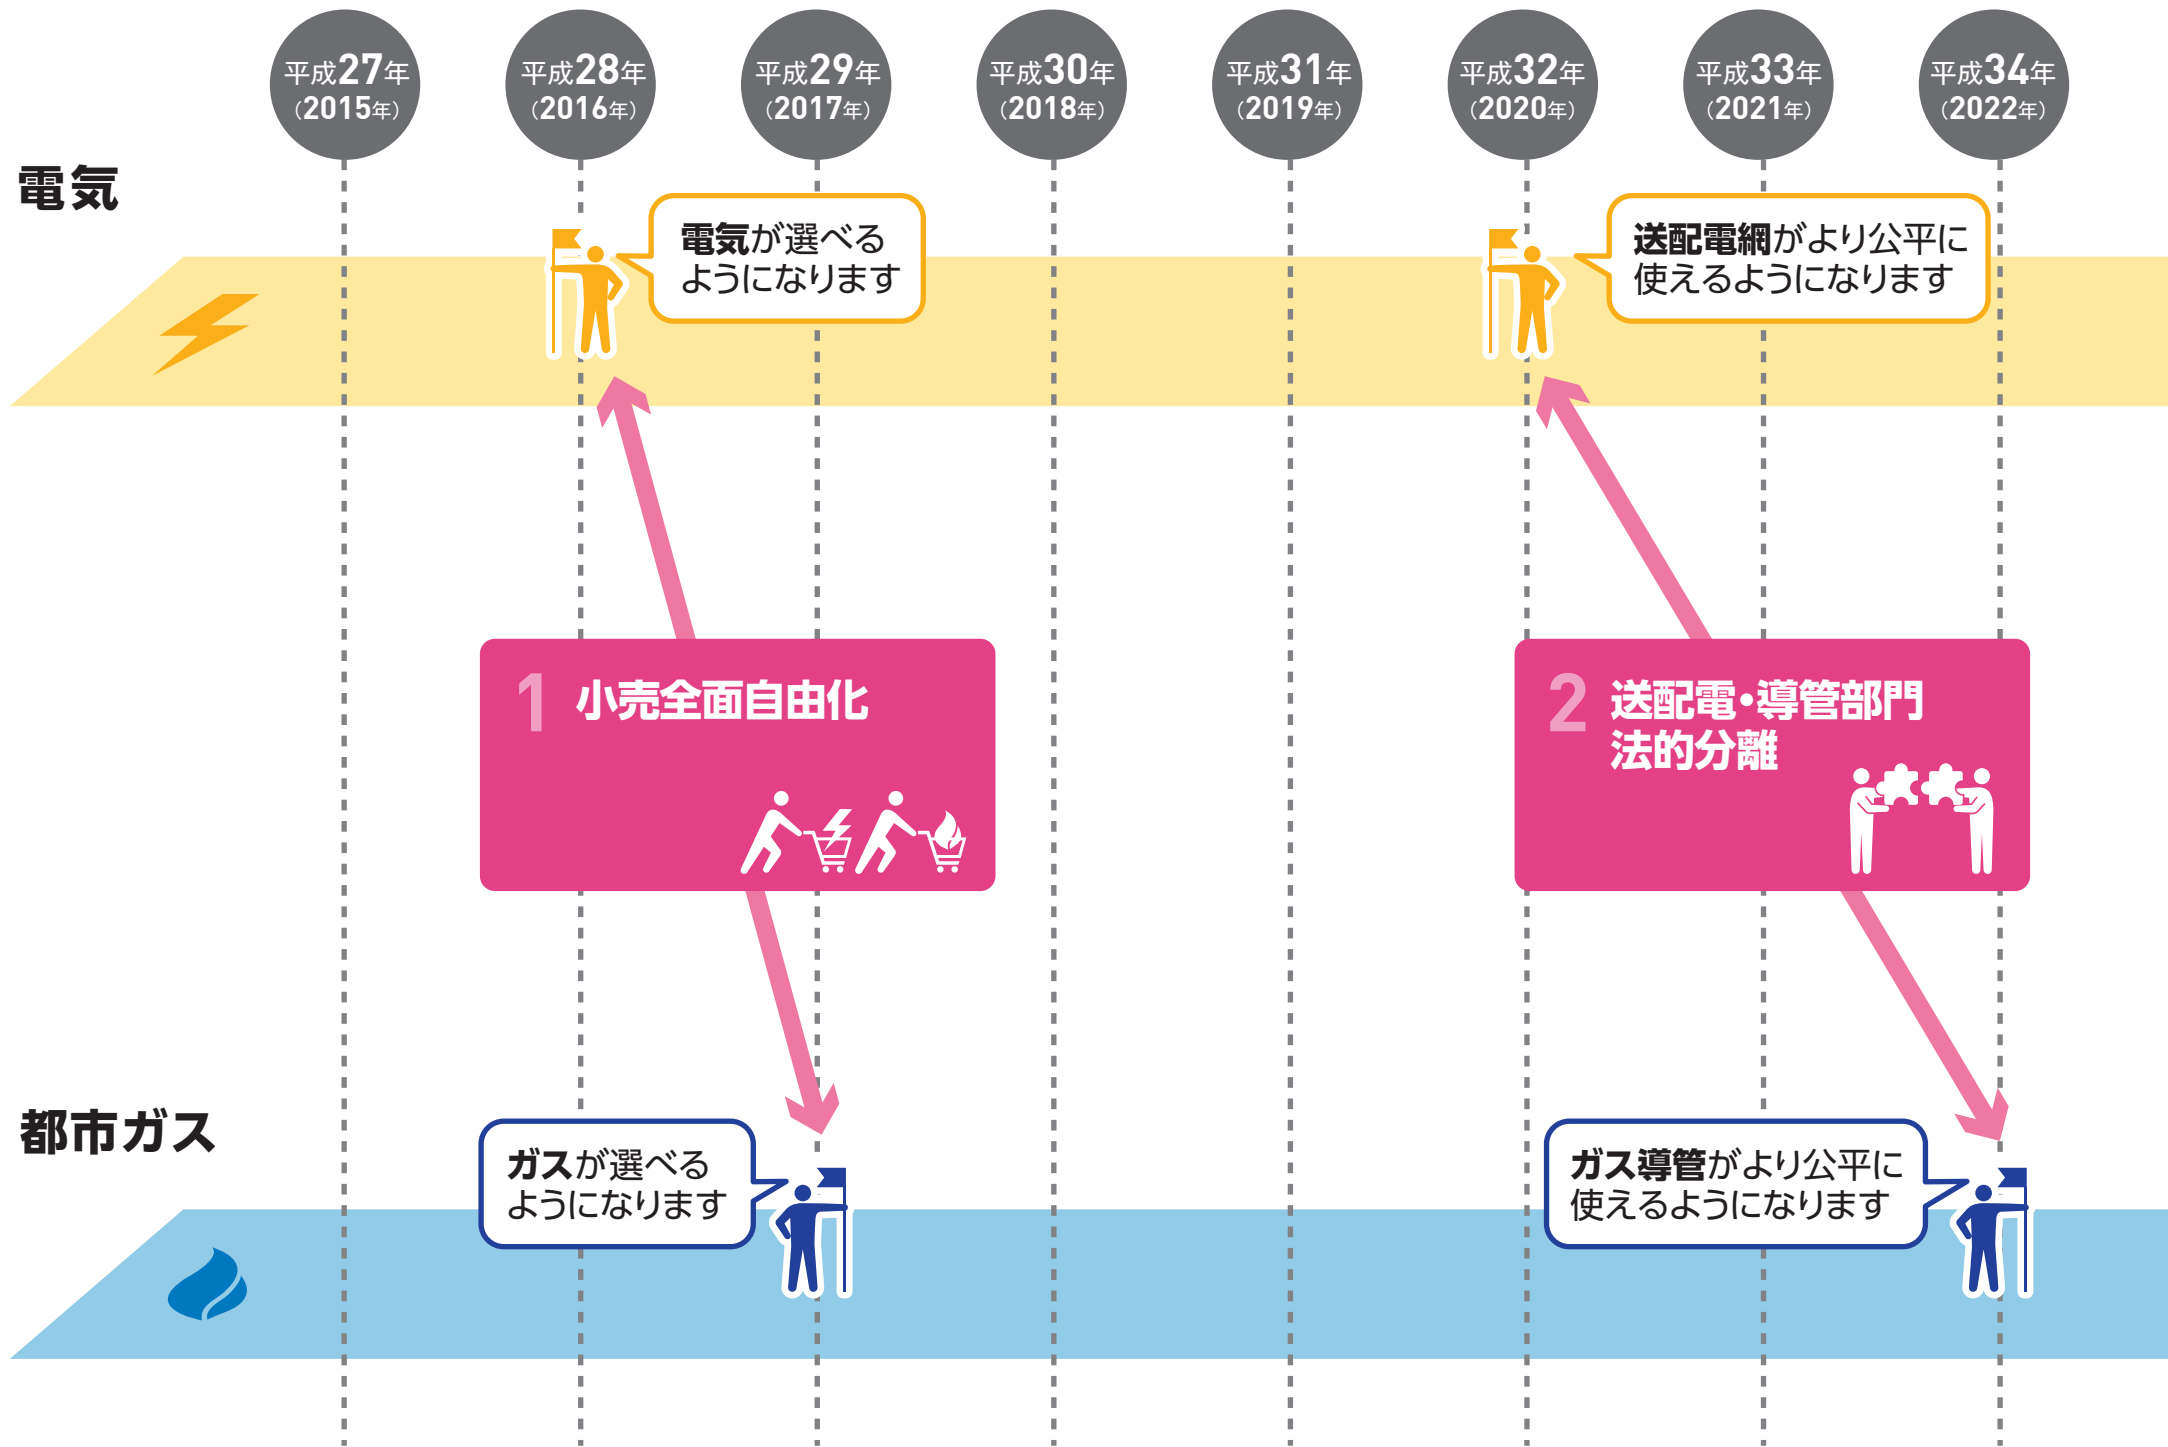 平成27年
（2015年）
平成28年
（2016年）
平成29年
（2017年）
平成30年
（2018年）
平成31年
（2019年）
平成32年
（2020年）
平成33年
（2021年）
平成34年
（2022年）
電気
電気が選べる
ようになります
送配電網がより公平に
使えるようになります
1 小売全面自由化
2 送配電・導管部門
法的分離
都市ガス
ガスが選べる
ようになります
ガス導管がより公平に
使えるようになります